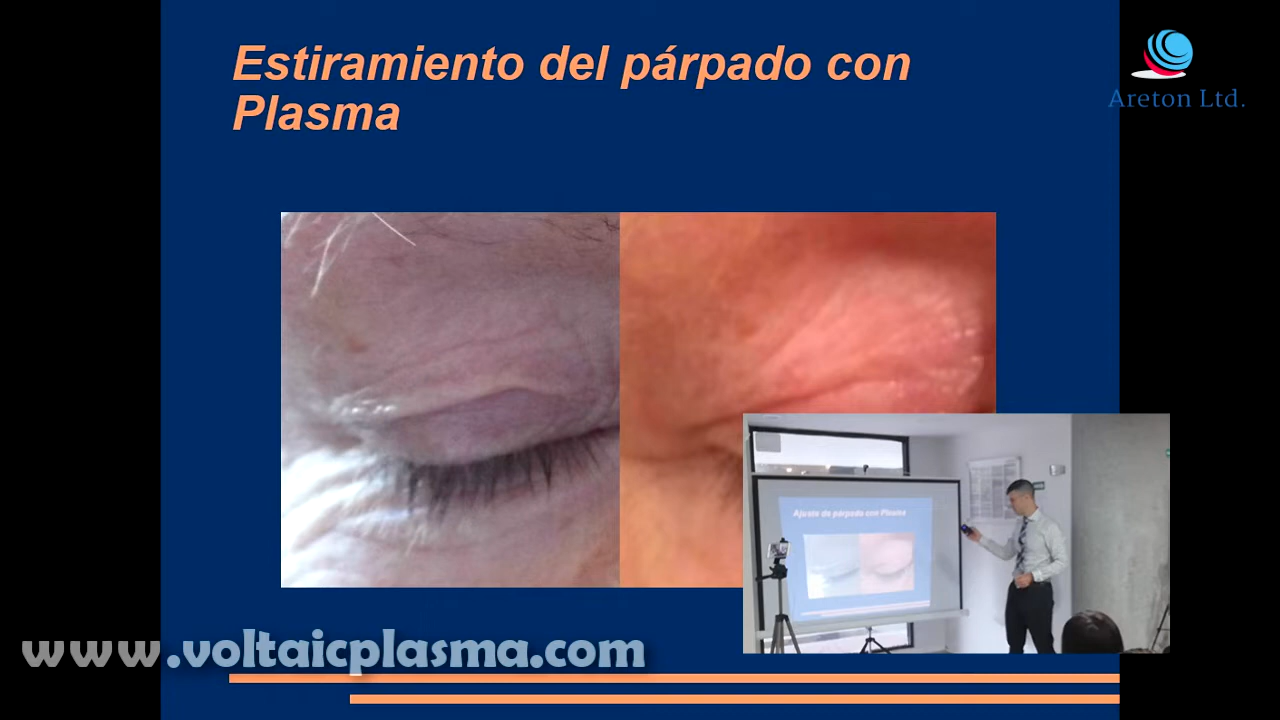 Estiramiento del párpado con
Plasma
Areton Ltd.
Ajuste de párpado con Plasma
www.voltaicplasma.com